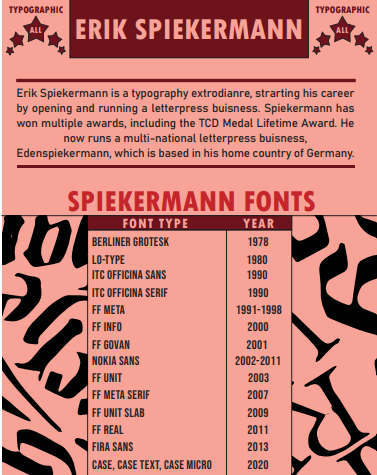 TYPOGRAPHIC
ALL
ERIK SPIEKERMANN
TYPOGRAPHIC
ALL
Erik Spiekermann is a typography extrodianre, strarting his career
by opening and running a letterpress buisness. Spiekermann has
won multiple awards, including the TCD Medal Lifetime Award. He
now runs a multi-national letterpress buisness,
Edenspiekermann, which is based in his home country of Germany.
SPIEKERMANN FONTS
FONT TYPE YEAR
BERLINER GROTESK 1978
LO-TYPE 1980
ITC OFFICINA SANS 1990
ITC OFFICINA SERIF 1990
FF META 1991-1998
FF INFO 2000
FF GOVAN 2001
NOKIA SANS 2002-2011
FF UNIT 2003
FF META SERIF 2007
FF UNIT SLAB 2009
FF REAL 2011
FIRA SANS 2013
CASE, CASE TEXT, CASE MICRO 2020